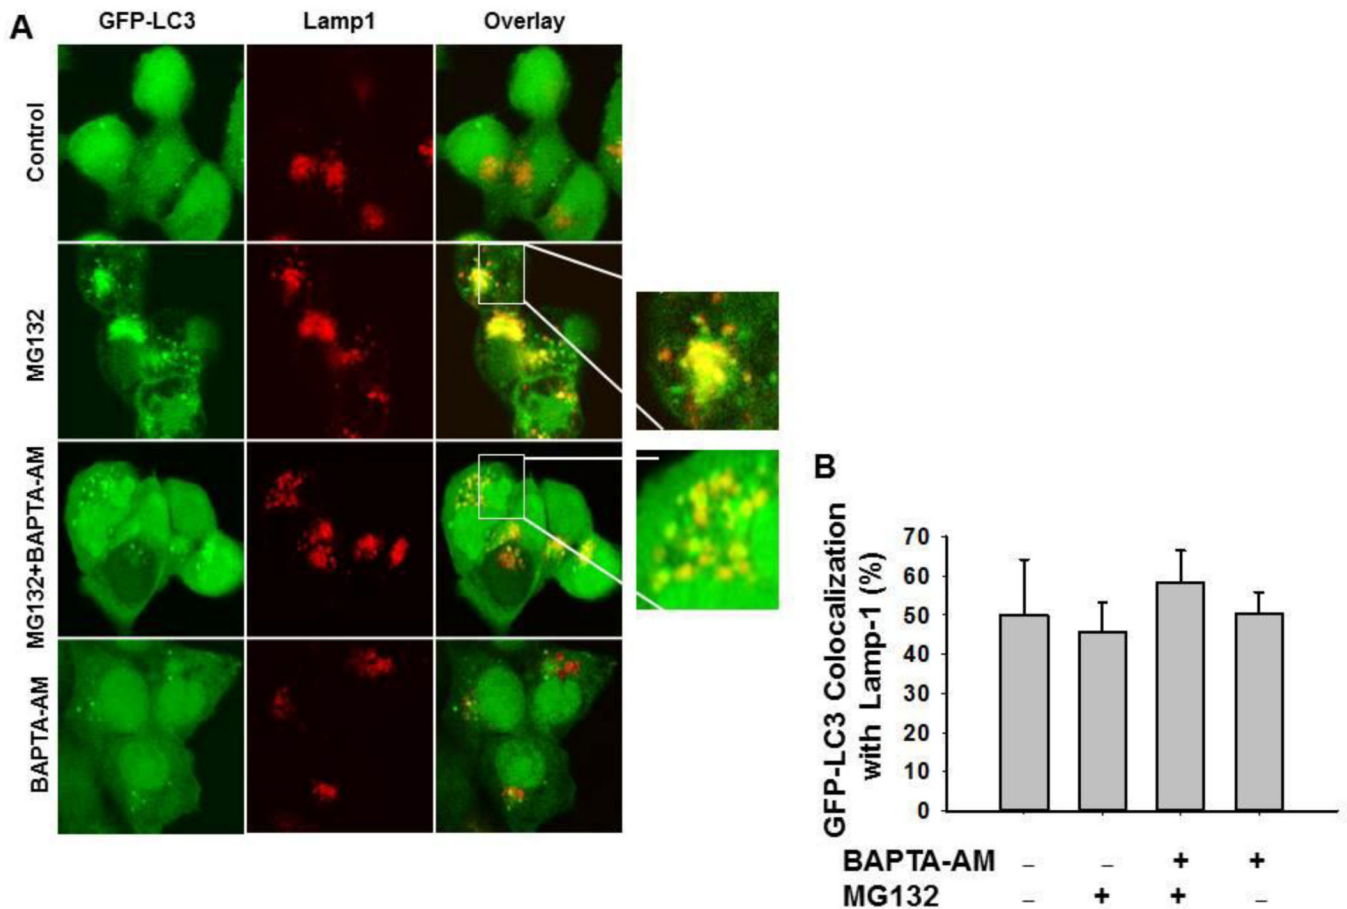 A
GFP-LC3 Lamp1 Overlay
Control
MG132
MG132+BAPTA-AM
BAPTA-AM
B
GFP-LC3 Colocalization
with Lamp-1 (%)
70
60
50
40
30
20
10
0
BAPTA-AM – – + +
MG132 – + + –